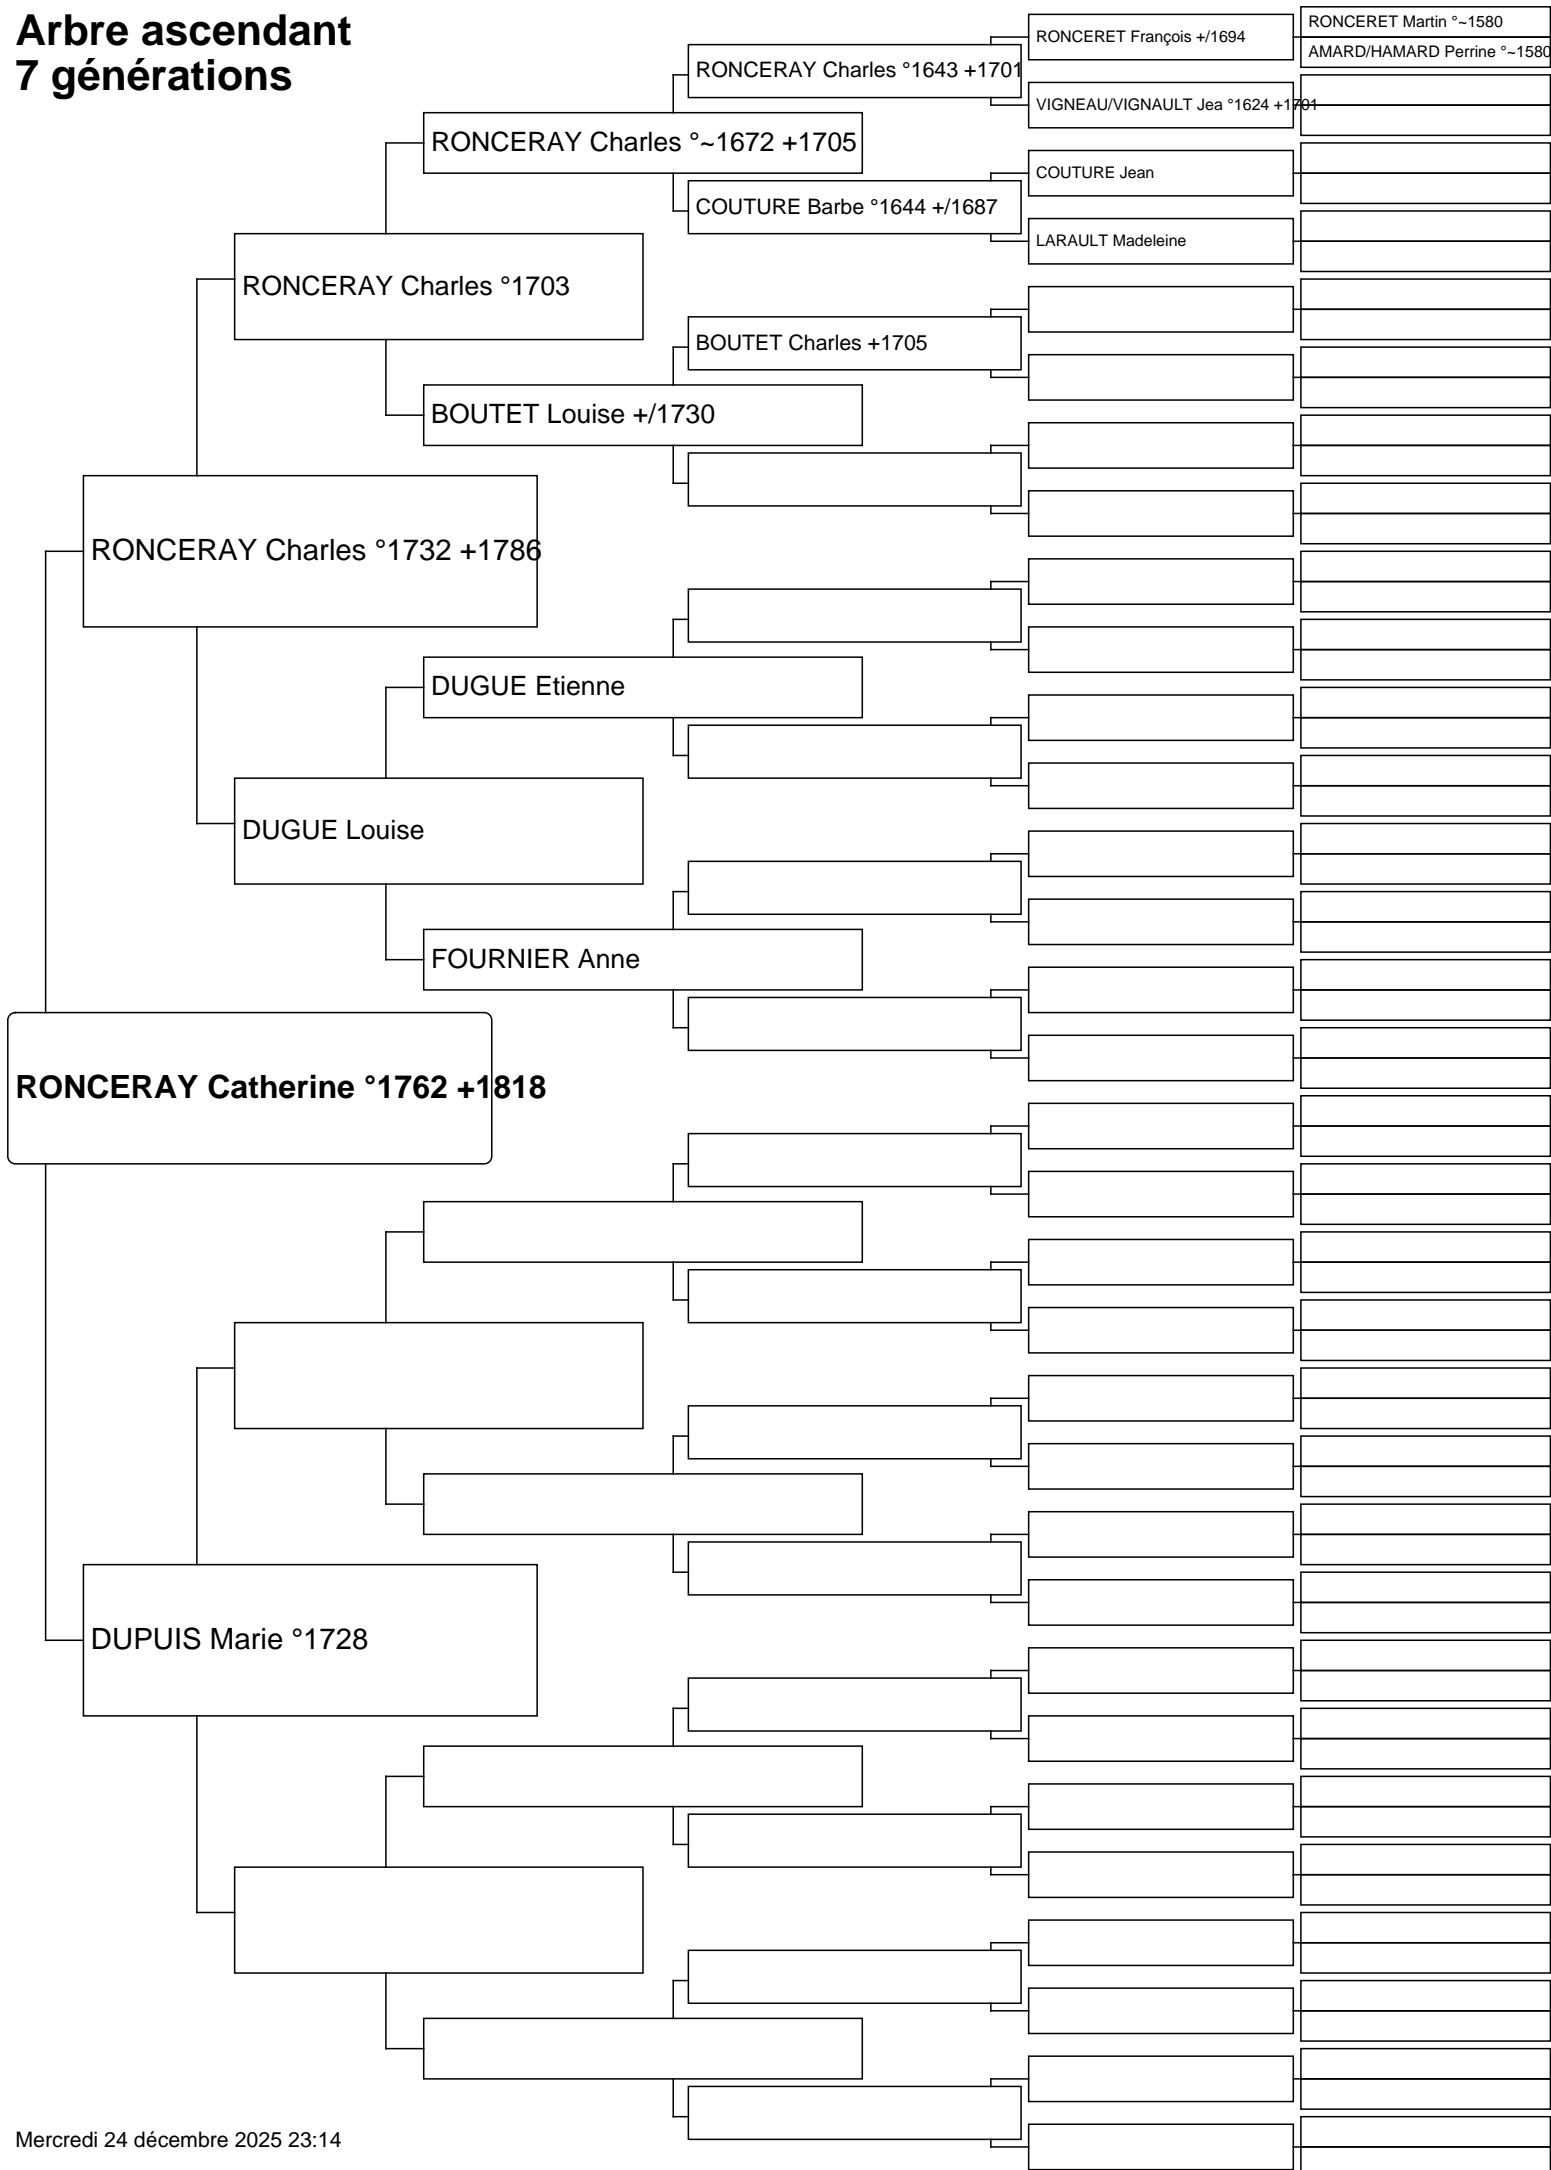 Arbre ascendant
7 générations
RONCERET Martin °~1580
RONCERET François +/1694
AMARD/HAMARD Perrine °~1580
RONCERAY Charles °1643 +1701
VIGNEAU/VIGNAULT Jea °1624 +1701
RONCERAY Charles °~1672 +1705
COUTURE Jean
COUTURE Barbe °1644 +/1687
LARAULT Madeleine
RONCERAY Charles °1703
BOUTET Charles +1705
BOUTET Louise +/1730
RONCERAY Charles °1732 +1786
DUGUE Etienne
DUGUE Louise
FOURNIER Anne
RONCERAY Catherine °1762 +1818
DUPUIS Marie °1728
Mercredi 24 décembre 2025 23:14